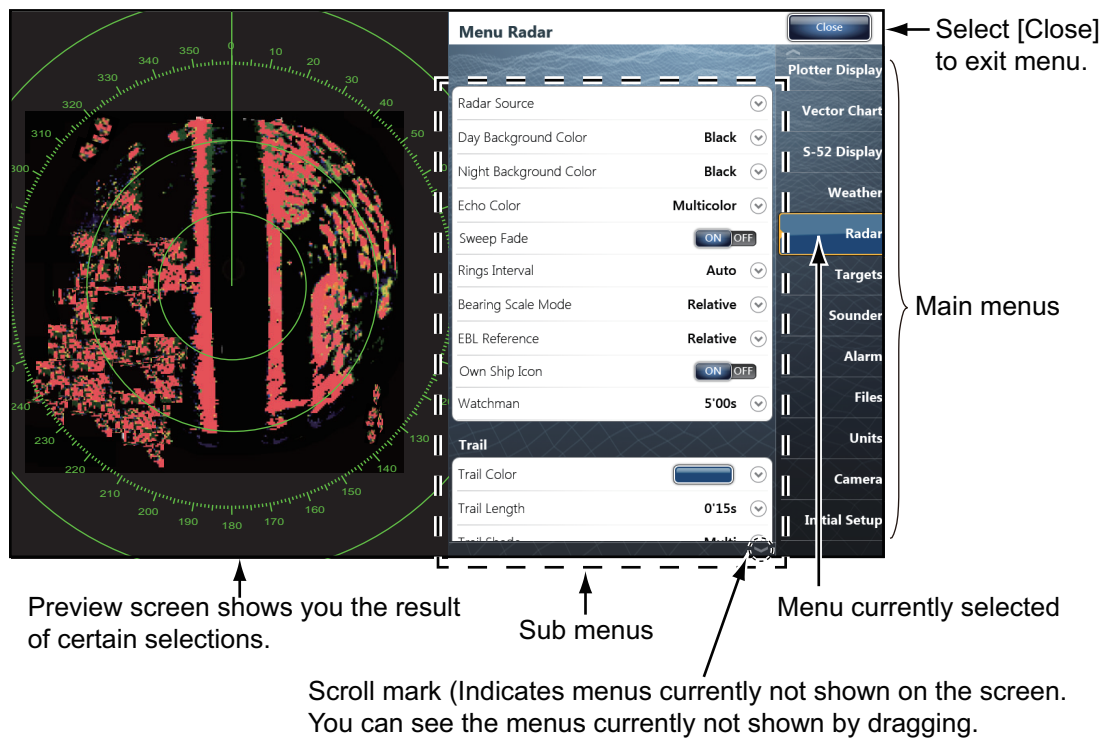 Menu Radar
Close
Select [Close]
to exit menu.
Radar Source
Day Background Color Black
Night Background Color Black
Echo Color Multicolor
Sweep Fade ON OFF
Rings Interval Auto
Bearing Scale Mode Relative
EBL Reference Relative
Own Ship Icon ON OFF
Watchman 5'00s
Trail
Trail Color
Trail Length 0'15s
Trail Shade Multi
Plotter Display
Vector Chart
S-52 Display
Weather
Radar
Targets
Sounder
Alarm
Files
Units
Camera
Initial Setup
Main menus
0
10
20
30
40
50
130
140
150
160
170
180
190
200
210
220
230
240
300
310
320
330
340
350
Preview screen shows you the result
of certain selections.
Sub menus
Menu currently selected
Scroll mark (Indicates menus currently not shown on the screen.
You can see the menus currently not shown by dragging.